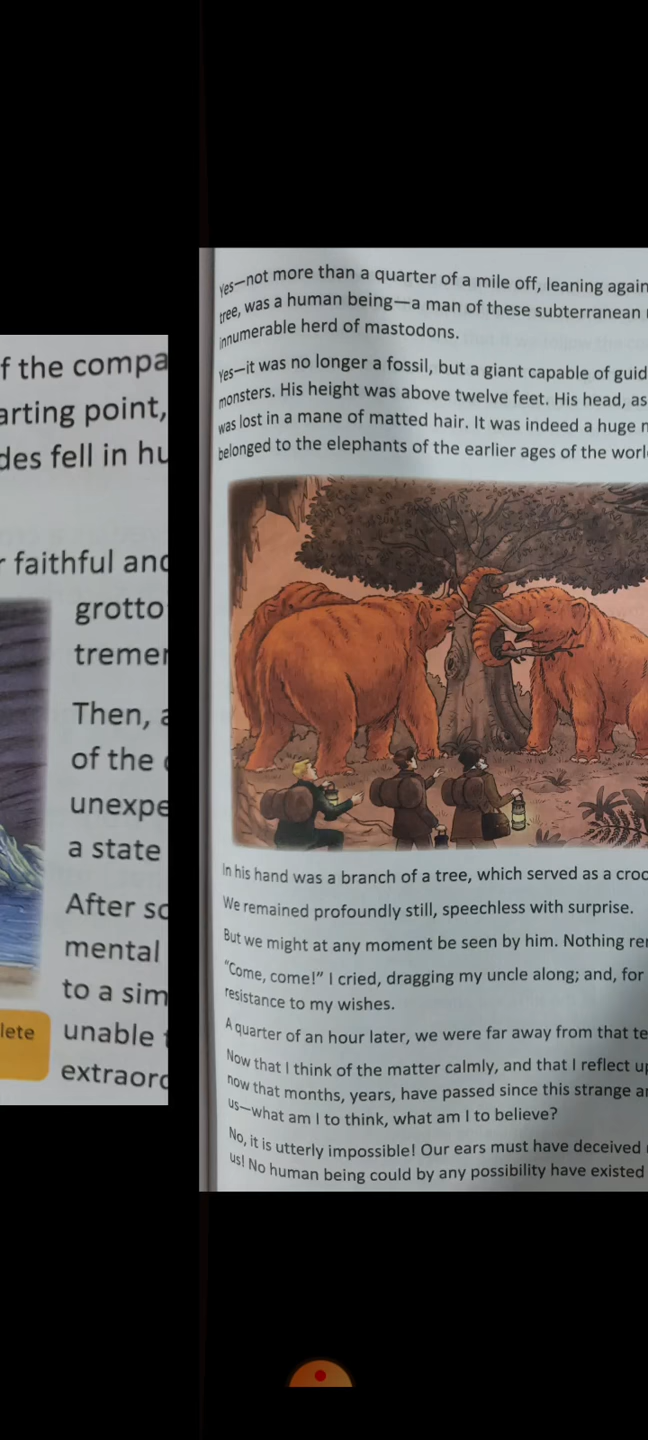 f the compa
arting point,
des fell in hu
r faithful and
grotto
tremen
Then, a
of the
unexpe
a state
After so
mental
to a sim
lete
unable
extraord
Yes—not more than a quarter of a mile off, leaning again
tree, was a human being—a man of these subterranean
innumerable herd of mastodons.
Yes—it was no longer a fossil, but a giant capable of guid
monsters. His height was above twelve feet. His head, as
was lost in a mane of matted hair. It was indeed a huge m
belonged to the elephants of the earlier ages of the worl
In his hand was a branch of a tree, which served as a croo
We remained profoundly still, speechless with surprise.
But we might at any moment be seen by him. Nothing re
"Come, come!" I cried, dragging my uncle along; and, for
resistance to my wishes.
A quarter of an hour later, we were far away from that te
Now that I think of the matter calmly, and that I reflect u
now that months, years, have passed since this strange a
us—what am I to think, what am I to believe?
No, it is utterly impossible! Our ears must have deceived
us! No human being could by any possibility have existed